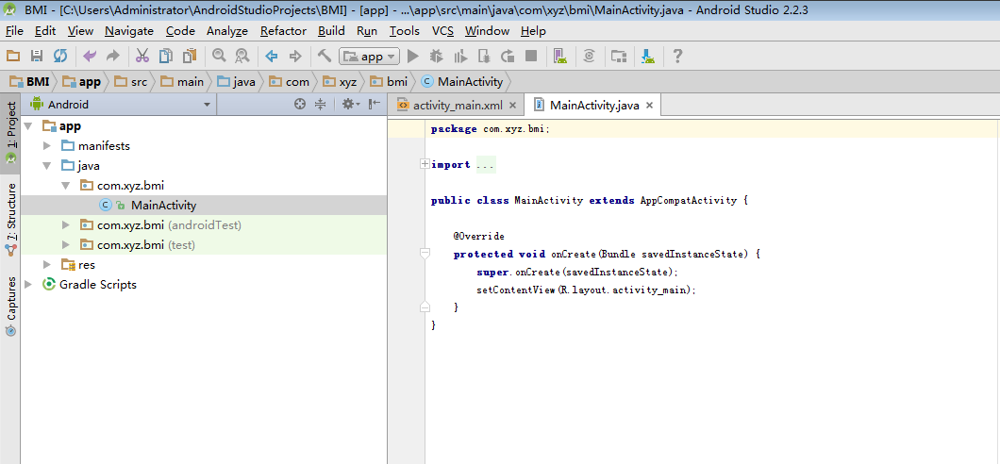 BMI - [C:\Users\Administrator\AndroidStudioProjects\BMI] - [app] - ...\app\src\main\java\com\xyz\bmi\MainActivity.java - Android Studio 2.2.3
File Edit View Navigate Code Analyze Refactor Build Run Tools VCS Window Help
app
BMI app src main java com xyz bmi MainActivity
1: Project
7: Structure
Captures
Android
app
manifests
java
com.xyz.bmi
MainActivity
com.xyz.bmi (androidTest)
com.xyz.bmi (test)
res
Gradle Scripts
activity_main.xml MainActivity.java
package com.xyz.bmi;
import ...
public class MainActivity extends AppCompatActivity {
@Override
protected void onCreate(Bundle savedInstanceState) {
super.onCreate(savedInstanceState);
setContentView(R.layout.activity_main);
}
}